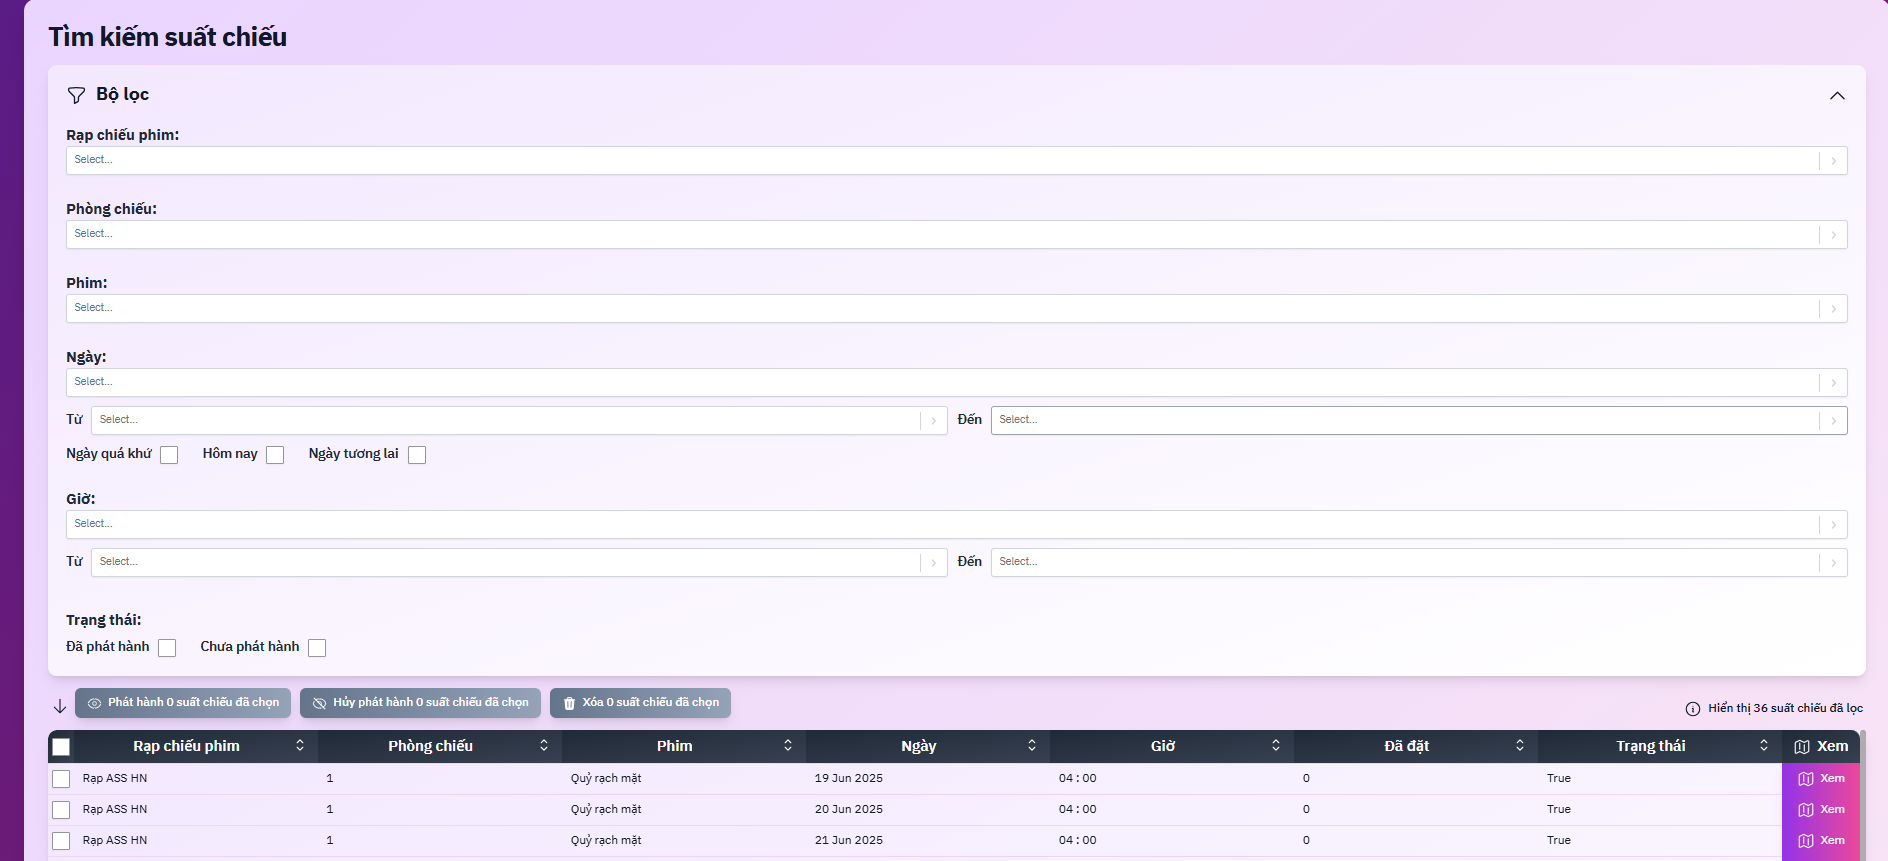 Tìm kiếm suất chiếu
Bộ lọc
Rạp chiếu phim:
Select...
Phòng chiếu:
Select...
Phim:
Select...
Ngày:
Select...
Từ Select... Đến Select...
Ngày quá khứ Hôm nay Ngày tương lai
Giờ:
Select...
Từ Select... Đến Select...
Trạng thái:
Đã phát hành Chưa phát hành
Phát hành 0 suất chiếu đã chọn Hủy phát hành 0 suất chiếu đã chọn Xóa 0 suất chiếu đã chọn Hiển thị 36 suất chiếu đã lọc
Rạp chiếu phim Phòng chiếu Phim Ngày Giờ Đã đặt Trạng thái Xem
Rạp ASS HN 1 Quỷ rạch mặt 19 Jun 2025 04 : 00 0 True Xem
Rạp ASS HN 1 Quỷ rạch mặt 20 Jun 2025 04 : 00 0 True Xem
Rạp ASS HN 1 Quỷ rạch mặt 21 Jun 2025 04 : 00 0 True Xem